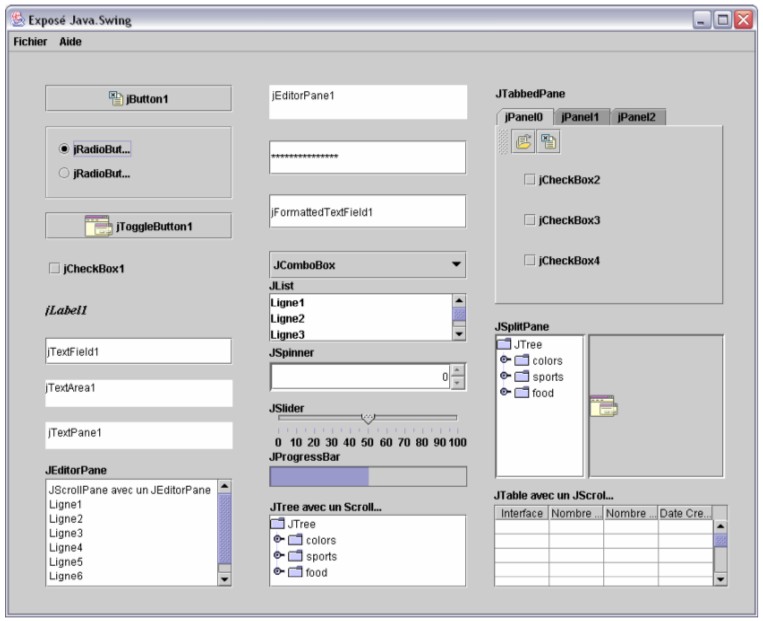 Exposé Java.Swing
Fichier Aide
jButton1
jRadioBut...
jRadioBut...
jToggleButton1
jCheckBox1
jLabel1
jTextField1
jTextArea1
jTextPane1
JEditorPane
JScrollPane avec un JEditorPane
Ligne1
Ligne2
Ligne3
Ligne4
Ligne5
Ligne6
jEditorPane1
***************
jFormattedTextField1
JComboBox
JList
Ligne1
Ligne2
Ligne3
JSpinner
0
JSlider
0 10 20 30 40 50 60 70 80 90 100
JProgressBar
JTree avec un Scroll...
JTree
colors
sports
food
JTabbedPane
jPanel0 jPanel1 jPanel2
jCheckBox2
jCheckBox3
jCheckBox4
JSplitPane
JTree
colors
sports
food
JTable avec un JScrol...
Interface Nombre ... Nombre ... Date Cre...